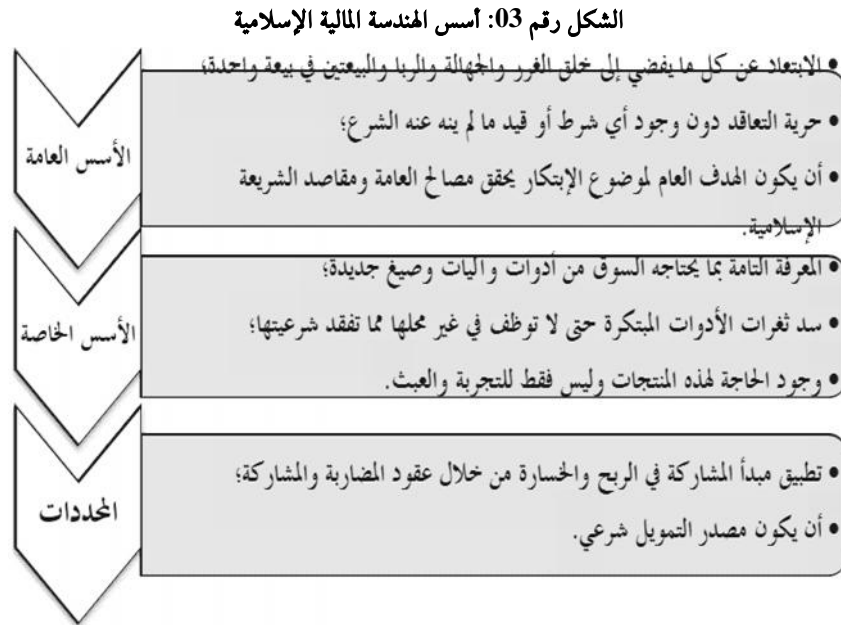 الشكل رقم 03: أسس الهندسة المالية الإسلامية
الأسس العامة
• الابتعاد عن كل ما يفضي إلى خلق الغرر والجهالة والربا والبيعتين في بيعة واحدة؛
• حرية التعاقد دون وجود أي شرط أو قيد ما لم ينه عنه الشرع؛
• أن يكون الهدف العام لموضوع الإبتكار يحقق مصالح العامة ومقاصد الشريعة
الإسلامية.
الأسس الخاصة
• المعرفة التامة بما يحتاجه السوق من أدوات واليات وصيغ جديدة؛
• سد ثغرات الأدوات المبتكرة حتى لا توظف في غير محلها مما تفقد شرعيتها؛
• وجود الحاجة لهذه المنتجات وليس فقط للتجربة والعبث.
المحددات
• تطبيق مبدأ المشاركة في الربح والخسارة من خلال عقود المضاربة والمشاركة؛
• أن يكون مصدر التمويل شرعي.